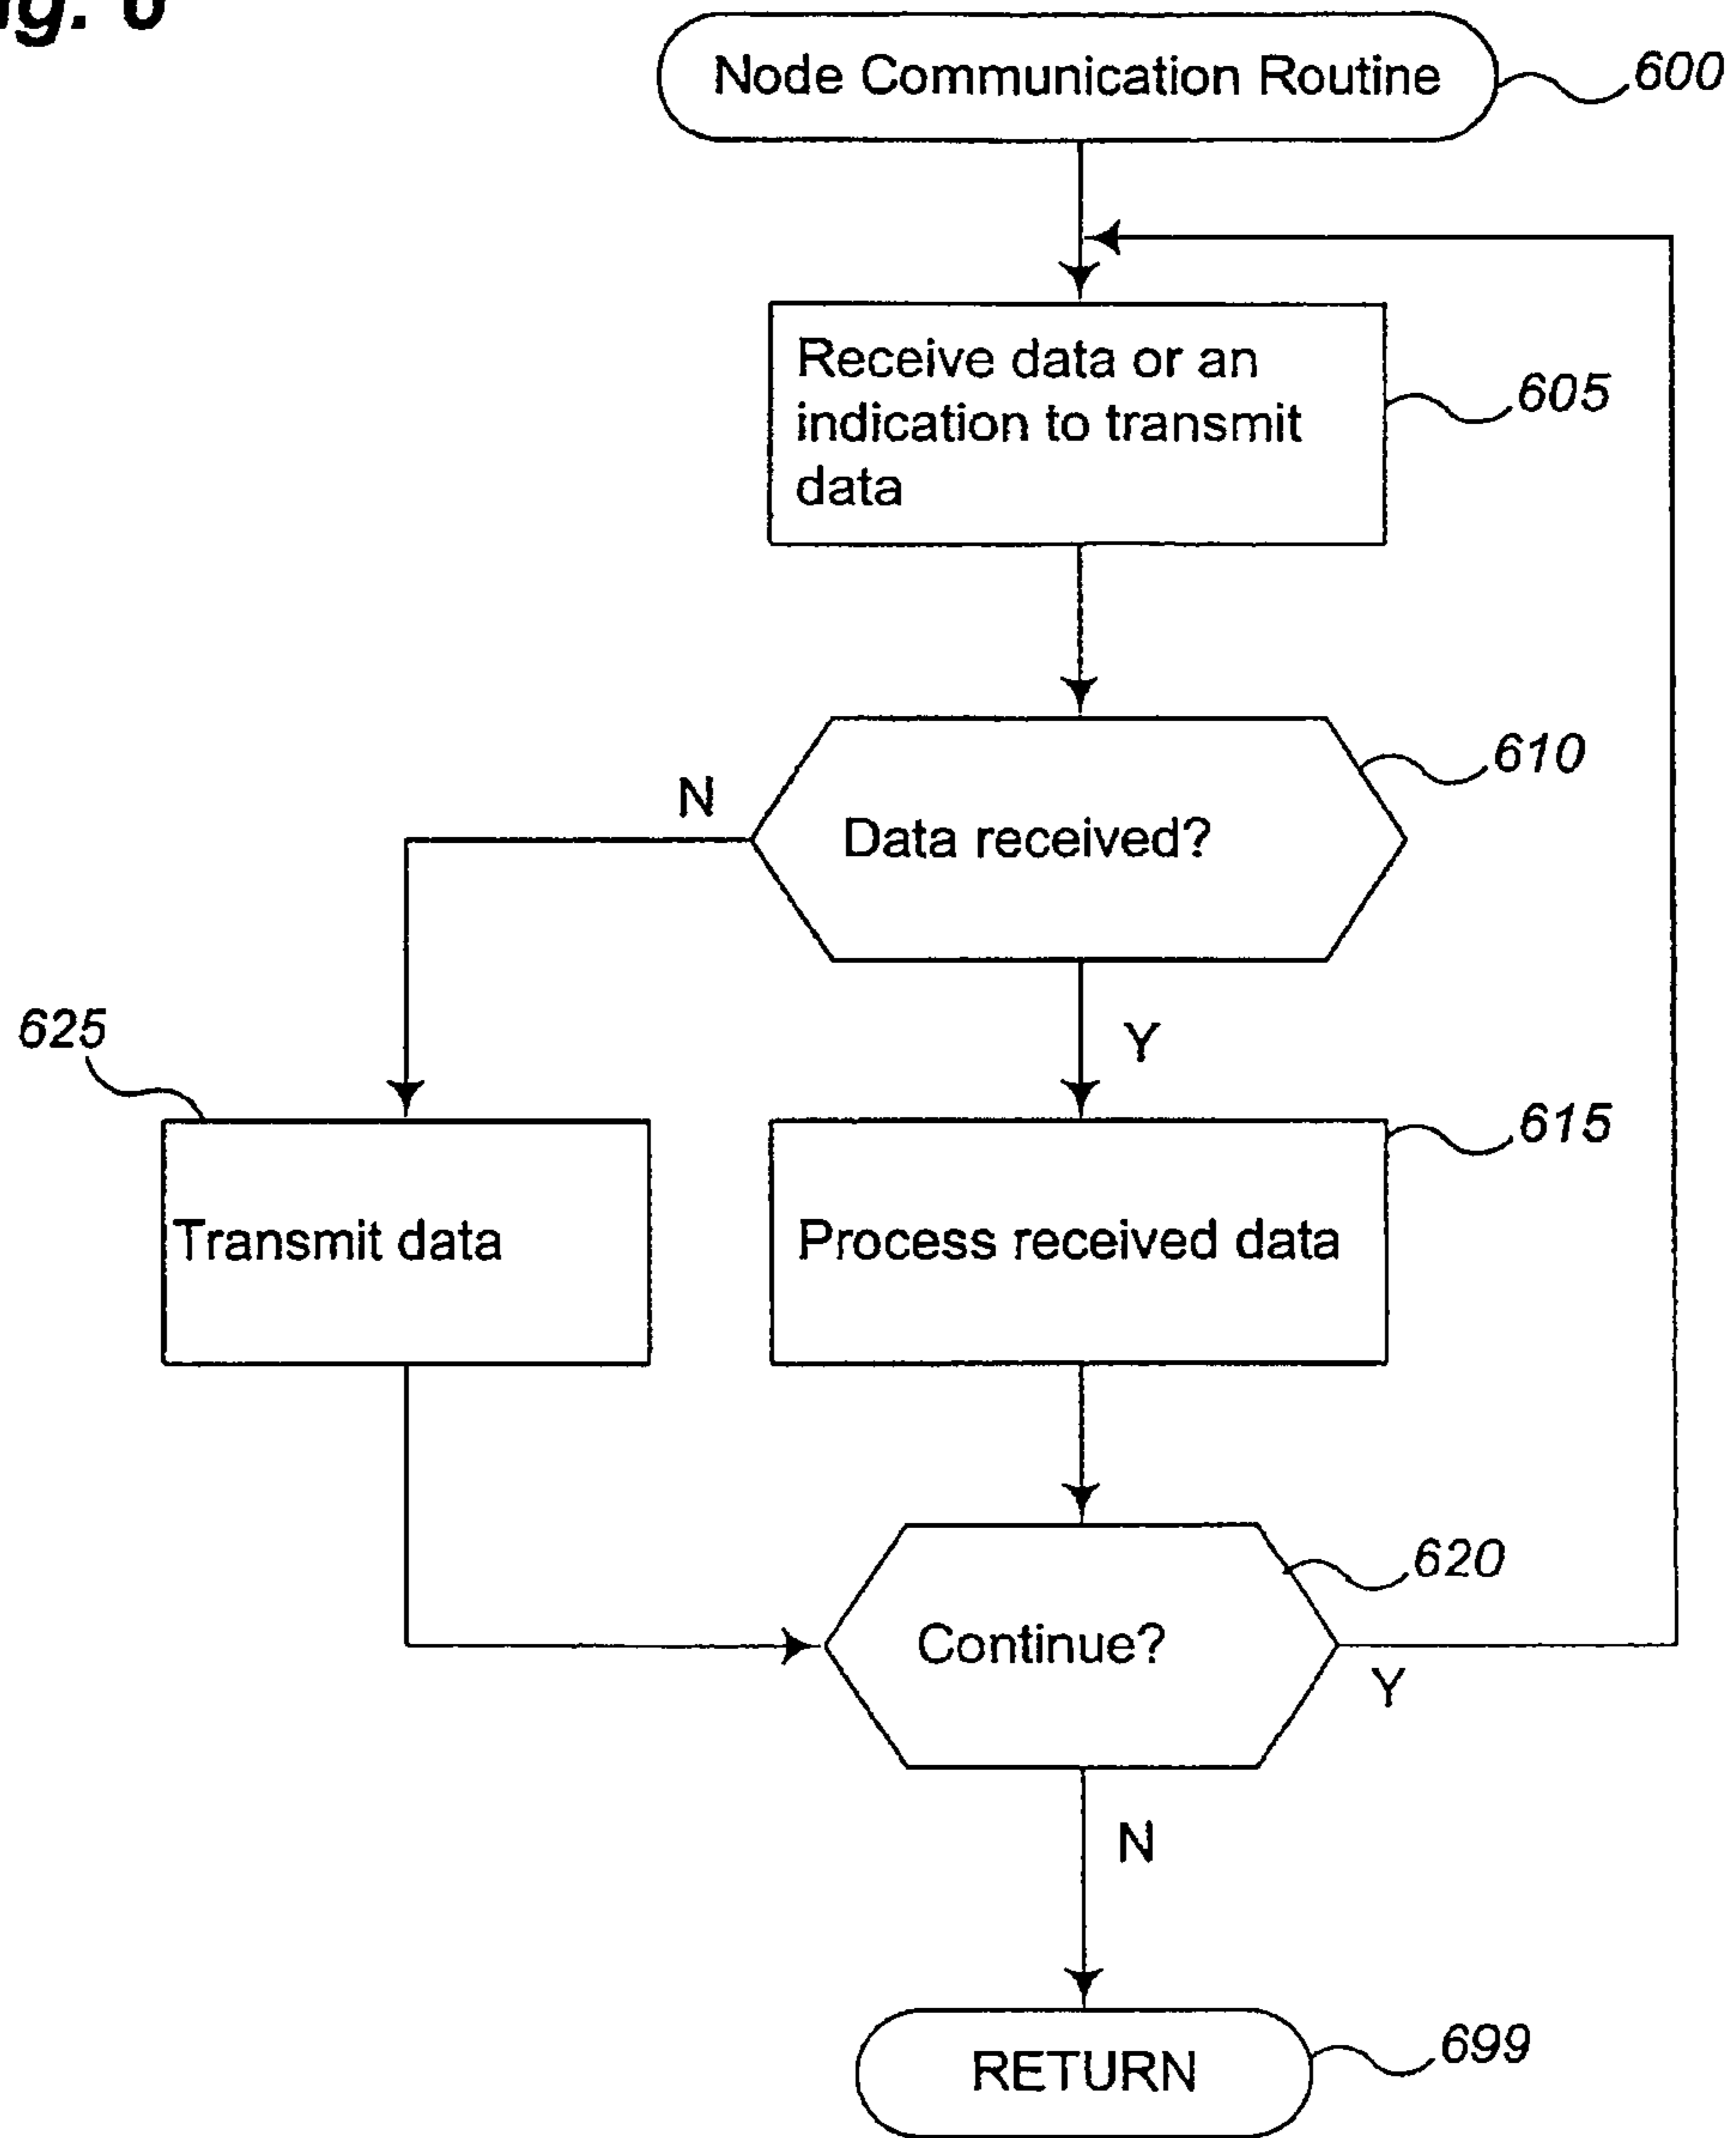 Node Communication Routine
600
Receive data or an
indication to transmit
data
605
610
N
Data received?
Y
625
615
Transmit data
Process received data
620
Continue?
Y
N
RETURN
699